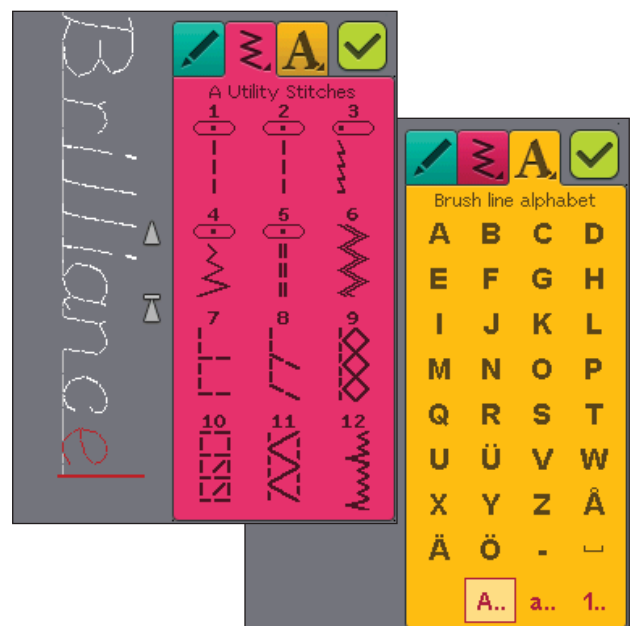 Brilliance
A
A Utility Stitches
1 2 3
4 5 6
7 8 9
10 11 12
A
Brush line alphabet
A B C D
E F G H
I J K L
M N O P
Q R S T
U Ü V W
X Y Z Å
Ä Ö -
A.. a.. 1..